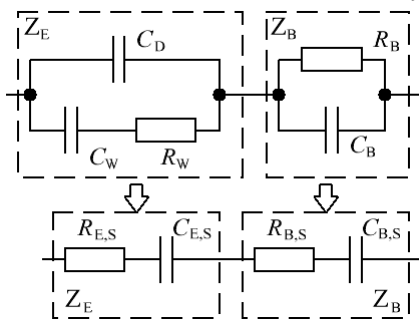 Z_E
C_D
Z_B
R_B
C_W
R_W
C_B
R_E,S
C_E,S
R_B,S
C_B,S
Z_E
Z_B